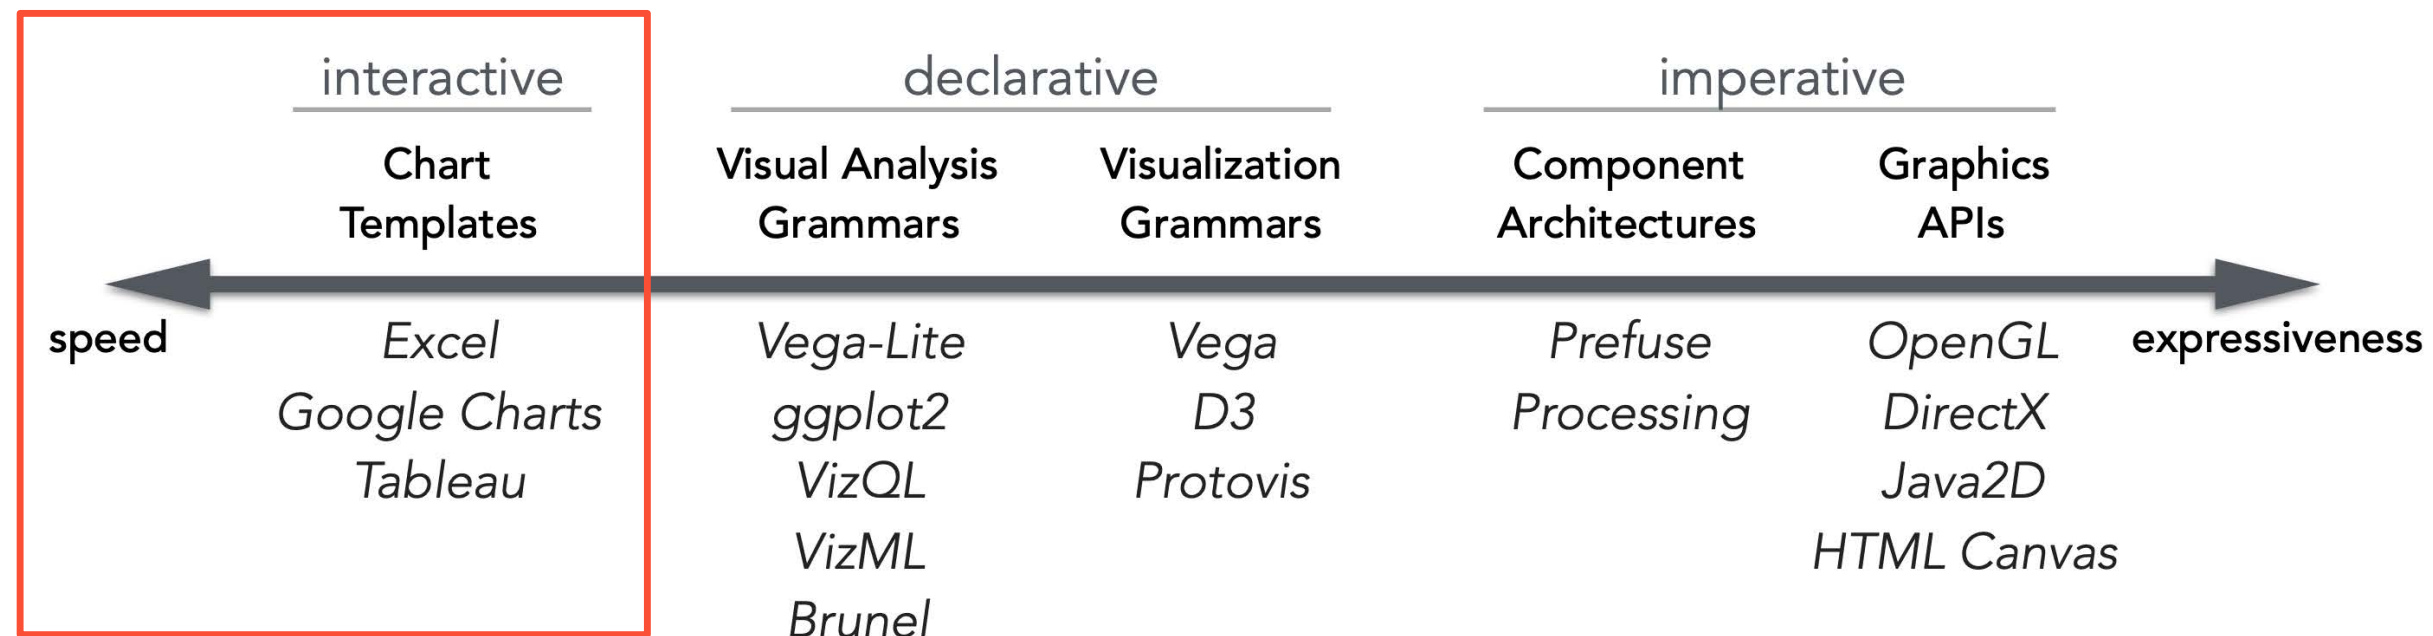 interactive
declarative
imperative
Chart
Templates
Visual Analysis
Grammars
Visualization
Grammars
Component
Architectures
Graphics
APIs
speed
expressiveness
Excel
Google Charts
Tableau
Vega-Lite
ggplot2
VizQL
VizML
Brunel
Vega
D3
Protovis
Prefuse
Processing
OpenGL
DirectX
Java2D
HTML Canvas